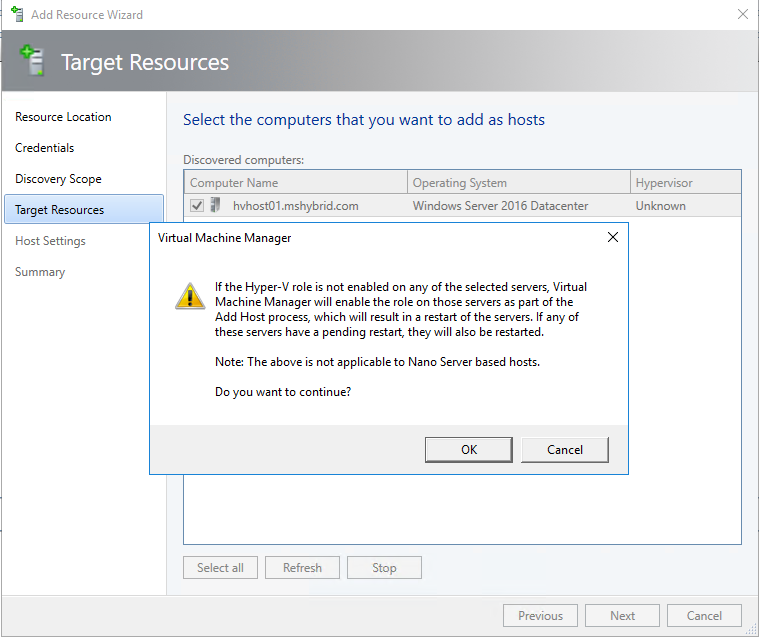 Add Resource Wizard
Target Resources
Resource Location
Credentials
Discovery Scope
Target Resources
Host Settings
Summary
Select the computers that you want to add as hosts
Discovered computers:
Computer Name Operating System Hypervisor
hvhost01.mshybrid.com Windows Server 2016 Datacenter Unknown
Virtual Machine Manager
If the Hyper-V role is not enabled on any of the selected servers, Virtual
Machine Manager will enable the role on those servers as part of the
Add Host process, which will result in a restart of the servers. If any of
these servers have a pending restart, they will also be restarted.
Note: The above is not applicable to Nano Server based hosts.
Do you want to continue?
OK Cancel
Select all Refresh Stop
Previous Next Cancel